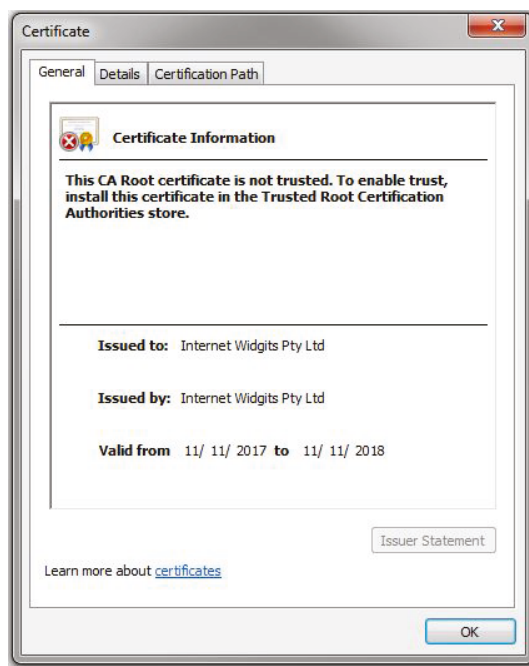 Certificate
General Details Certification Path
Certificate Information
This CA Root certificate is not trusted. To enable trust,
install this certificate in the Trusted Root Certification
Authorities store.
Issued to: Internet Widgits Pty Ltd
Issued by: Internet Widgits Pty Ltd
Valid from 11/ 11/ 2017 to 11/ 11/ 2018
Issuer Statement
Learn more about certificates
OK